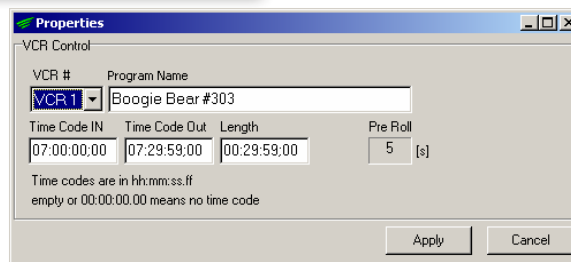 Properties
VCR Control
VCR # Program Name
VCR 1 Boogie Bear #303
Time Code IN Time Code Out Length Pre Roll
07:00:00;00 07:29:59;00 00:29:59;00 5 [s]
Time codes are in hh:mm:ss.ff
empty or 00:00:00.00 means no time code
Apply Cancel